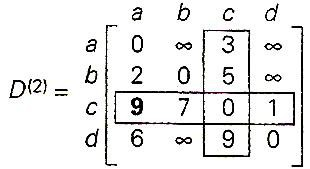 a b c d
a 0 ∞ 3 ∞
b 2 0 5 ∞
D(2) = c 9 7 0 1
d 6 ∞ 9 0